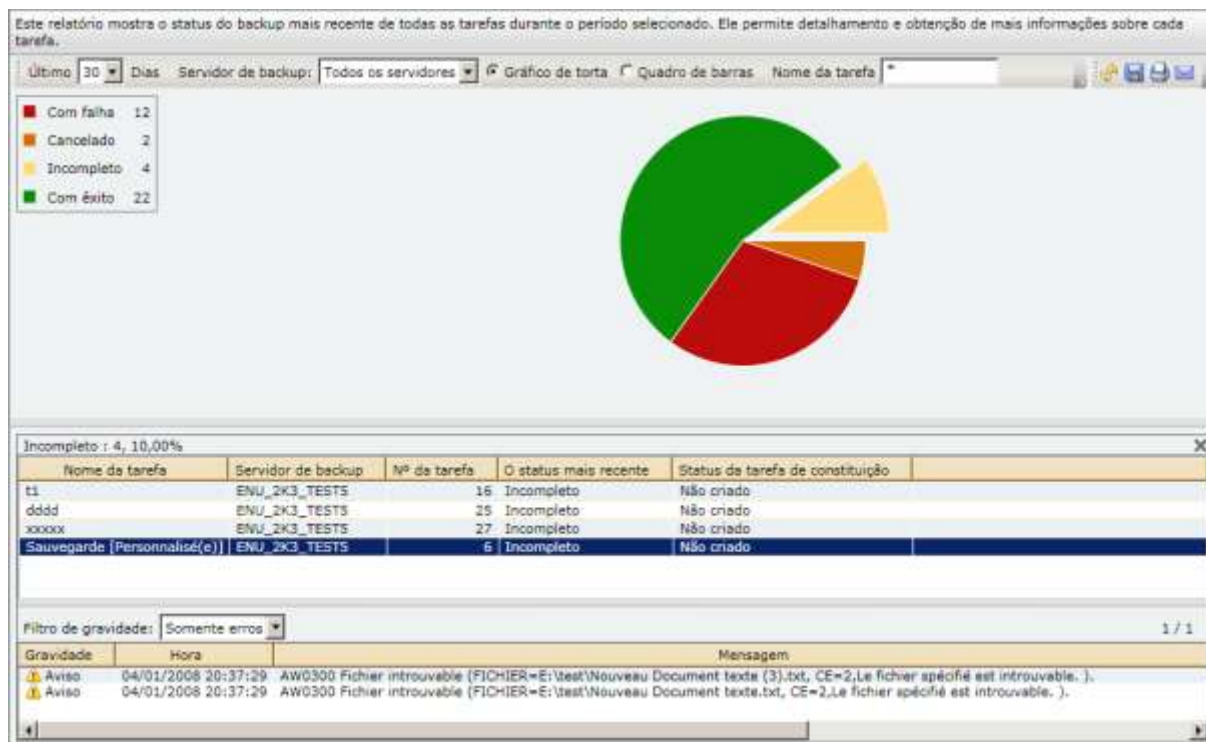 Este relatório mostra o status do backup mais recente de todas as tarefas durante o período selecionado. Ele permite detalhamento e obtenção de mais informações sobre cada
tarefa.
Último 30 Dias Servidor de backup: Todos os servidores Gráfico de torta Quadro de barras Nome da tarefa *
Com falha 12
Cancelado 2
Incompleto 4
Com êxito 22
Incompleto : 4, 10,00%
Nome da tarefa Servidor de backup Nº da tarefa O status mais recente Status da tarefa de constituição
t1 ENU_2K3_TESTS 16 Incompleto Não criado
dddd ENU_2K3_TESTS 25 Incompleto Não criado
xxxxx ENU_2K3_TESTS 27 Incompleto Não criado
Sauvegarde [Personnalisé(e)] ENU_2K3_TESTS 6 Incompleto Não criado
Filtro de gravidade: Somente erros 1 / 1
Gravidade Hora Mensagem
Aviso 04/01/2008 20:37:29 AW0300 Fichier introuvable (FICHIER=E:\test\Nouveau Document texte (3).txt, CE=2,Le fichier spécifié est introuvable. ).
Aviso 04/01/2008 20:37:29 AW0300 Fichier introuvable (FICHIER=E:\test\Nouveau Document texte.txt, CE=2,Le fichier spécifié est introuvable. ).